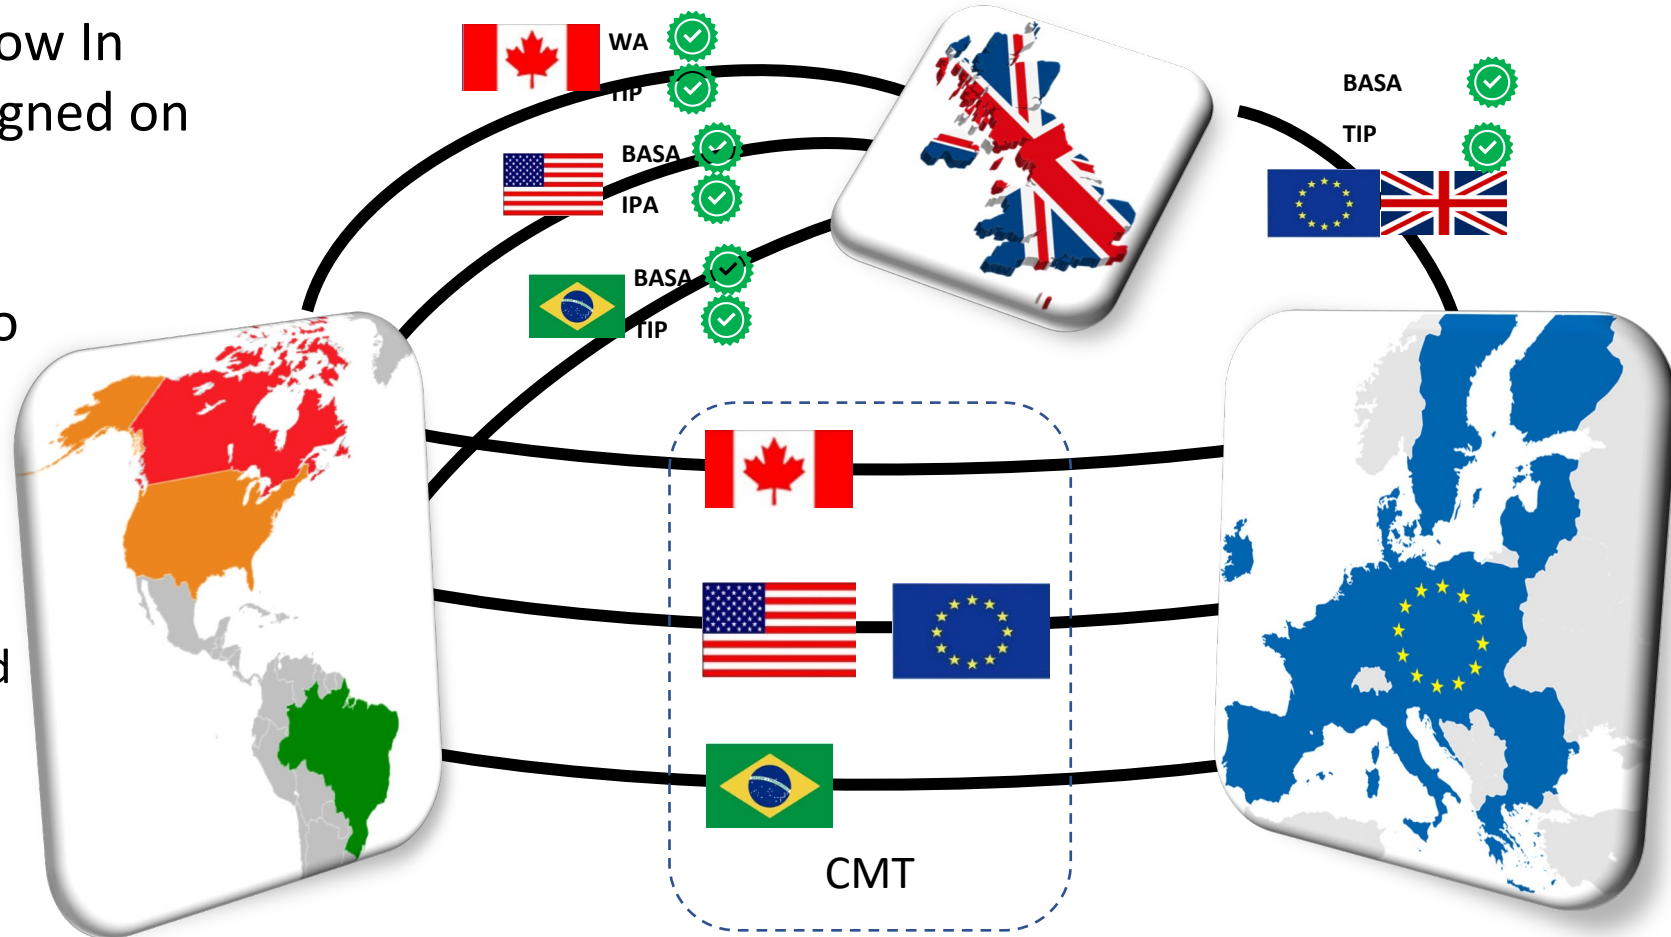 ow In
gned on
o
d
WA
TIP
BASA
IPA
BASA
TIP
BASA
TIP
CMT